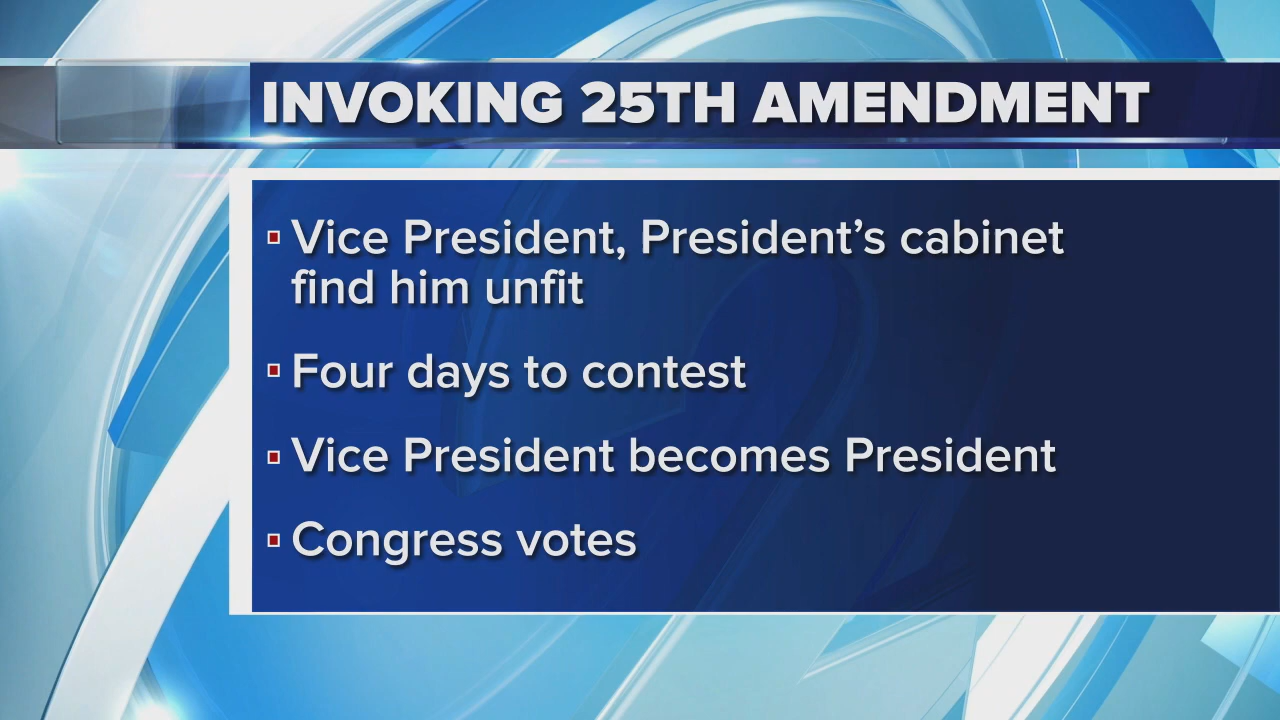 INVOKING 25TH AMENDMENT
Vice President, President’s cabinet
find him unfit
Four days to contest
Vice President becomes President
Congress votes